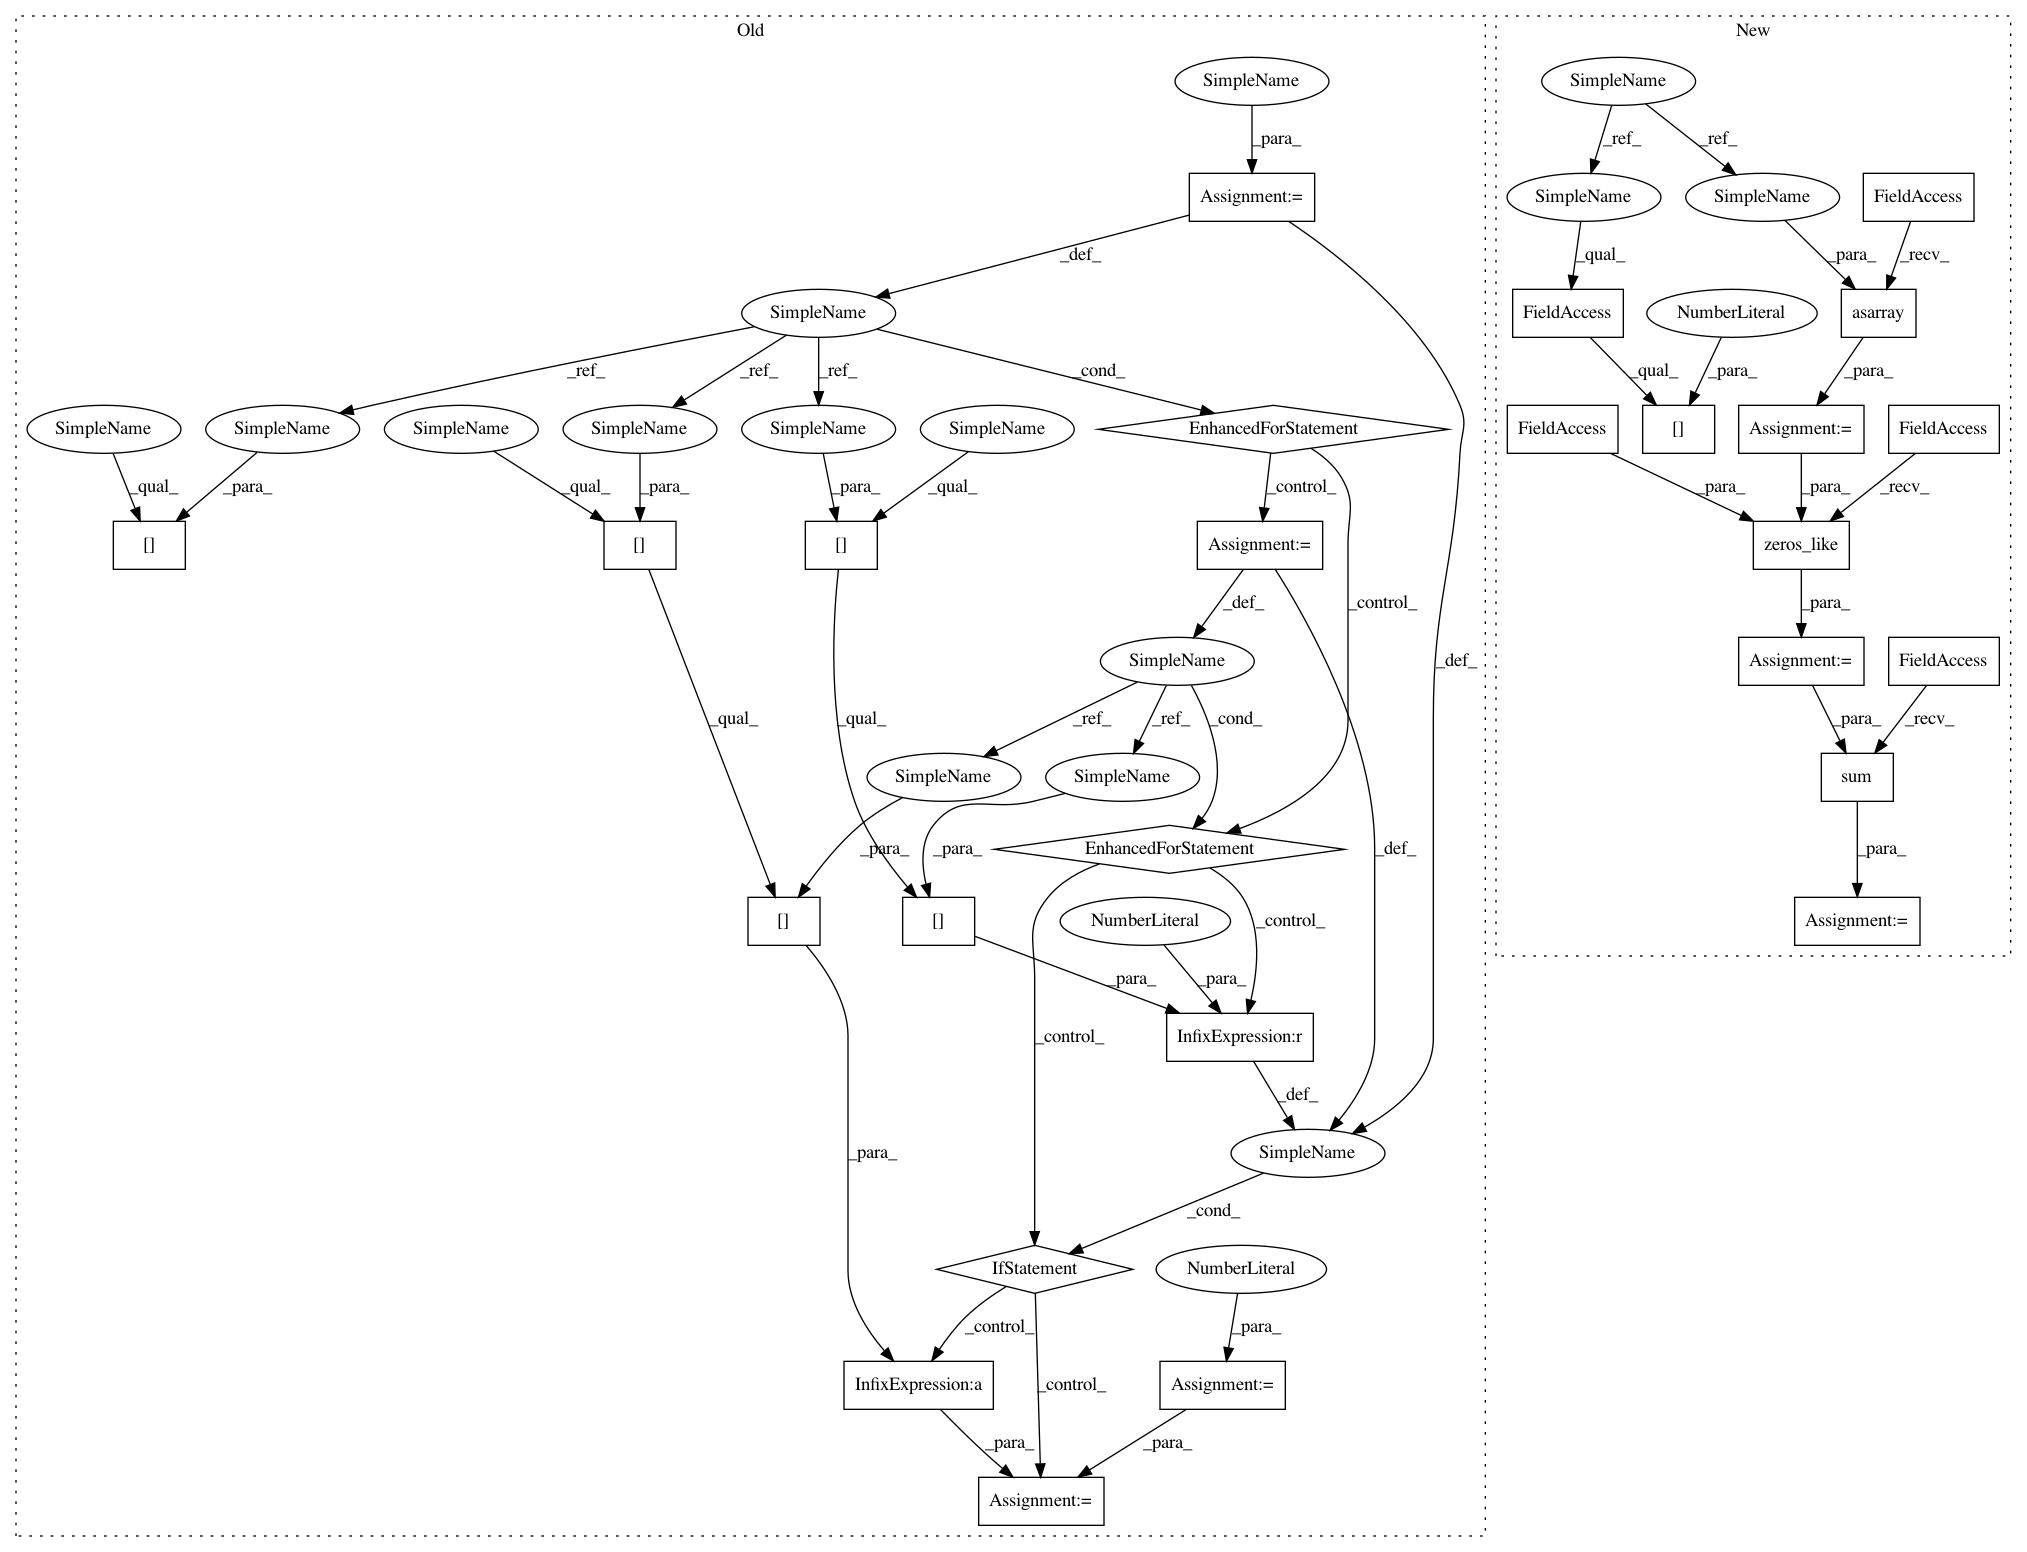 Old
New
SimpleName
SimpleName
_para_
_ref_
_ref_
Assignment:=
SimpleName
SimpleName
FieldAccess
_def_
_qual_
_para_
_recv_
SimpleName
FieldAccess
NumberLiteral
asarray
_ref_
_ref_
_ref_
_cond_
_qual_
_para_
_para_
SimpleName
SimpleName
SimpleName
SimpleName
SimpleName
SimpleName
EnhancedForStatement
FieldAccess
[]
Assignment:=
FieldAccess
_qual_
_para_
_qual_
_para_
_para_
_qual_
_control_
_para_
_para_
_recv_
[]
[]
[]
Assignment:=
zeros_like
_def_
_control_
_para_
SimpleName
_def_
Assignment:=
FieldAccess
_qual_
_qual_
_ref_
_ref_
_cond_
_para_
_recv_
SimpleName
SimpleName
sum
_para_
_para_
EnhancedForStatement
_def_
_para_
[]
[]
NumberLiteral
_control_
Assignment:=
_para_
_para_
_control_
InfixExpression:r
_def_
_para_
SimpleName
_cond_
IfStatement
NumberLiteral
_control_
_control_
_para_
InfixExpression:a
Assignment:=
_para_
_para_
Assignment:=